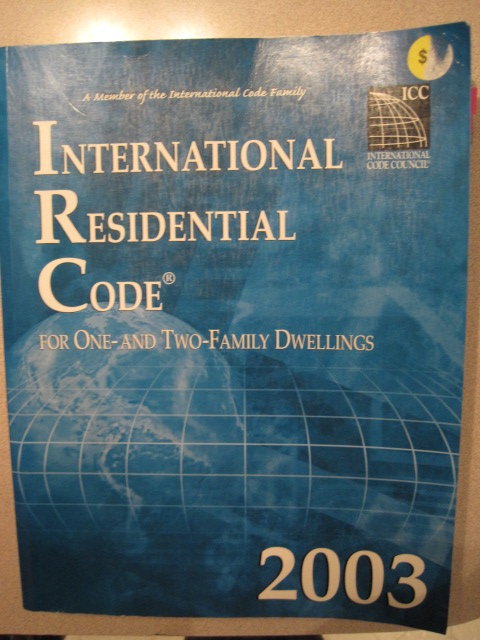 $
A Member of the International Code Family
ICC
INTERNATIONAL
CODE COUNCIL®
INTERNATIONAL
RESIDENTIAL
CODE®
FOR ONE-AND TWO-FAMILY DWELLINGS
2003